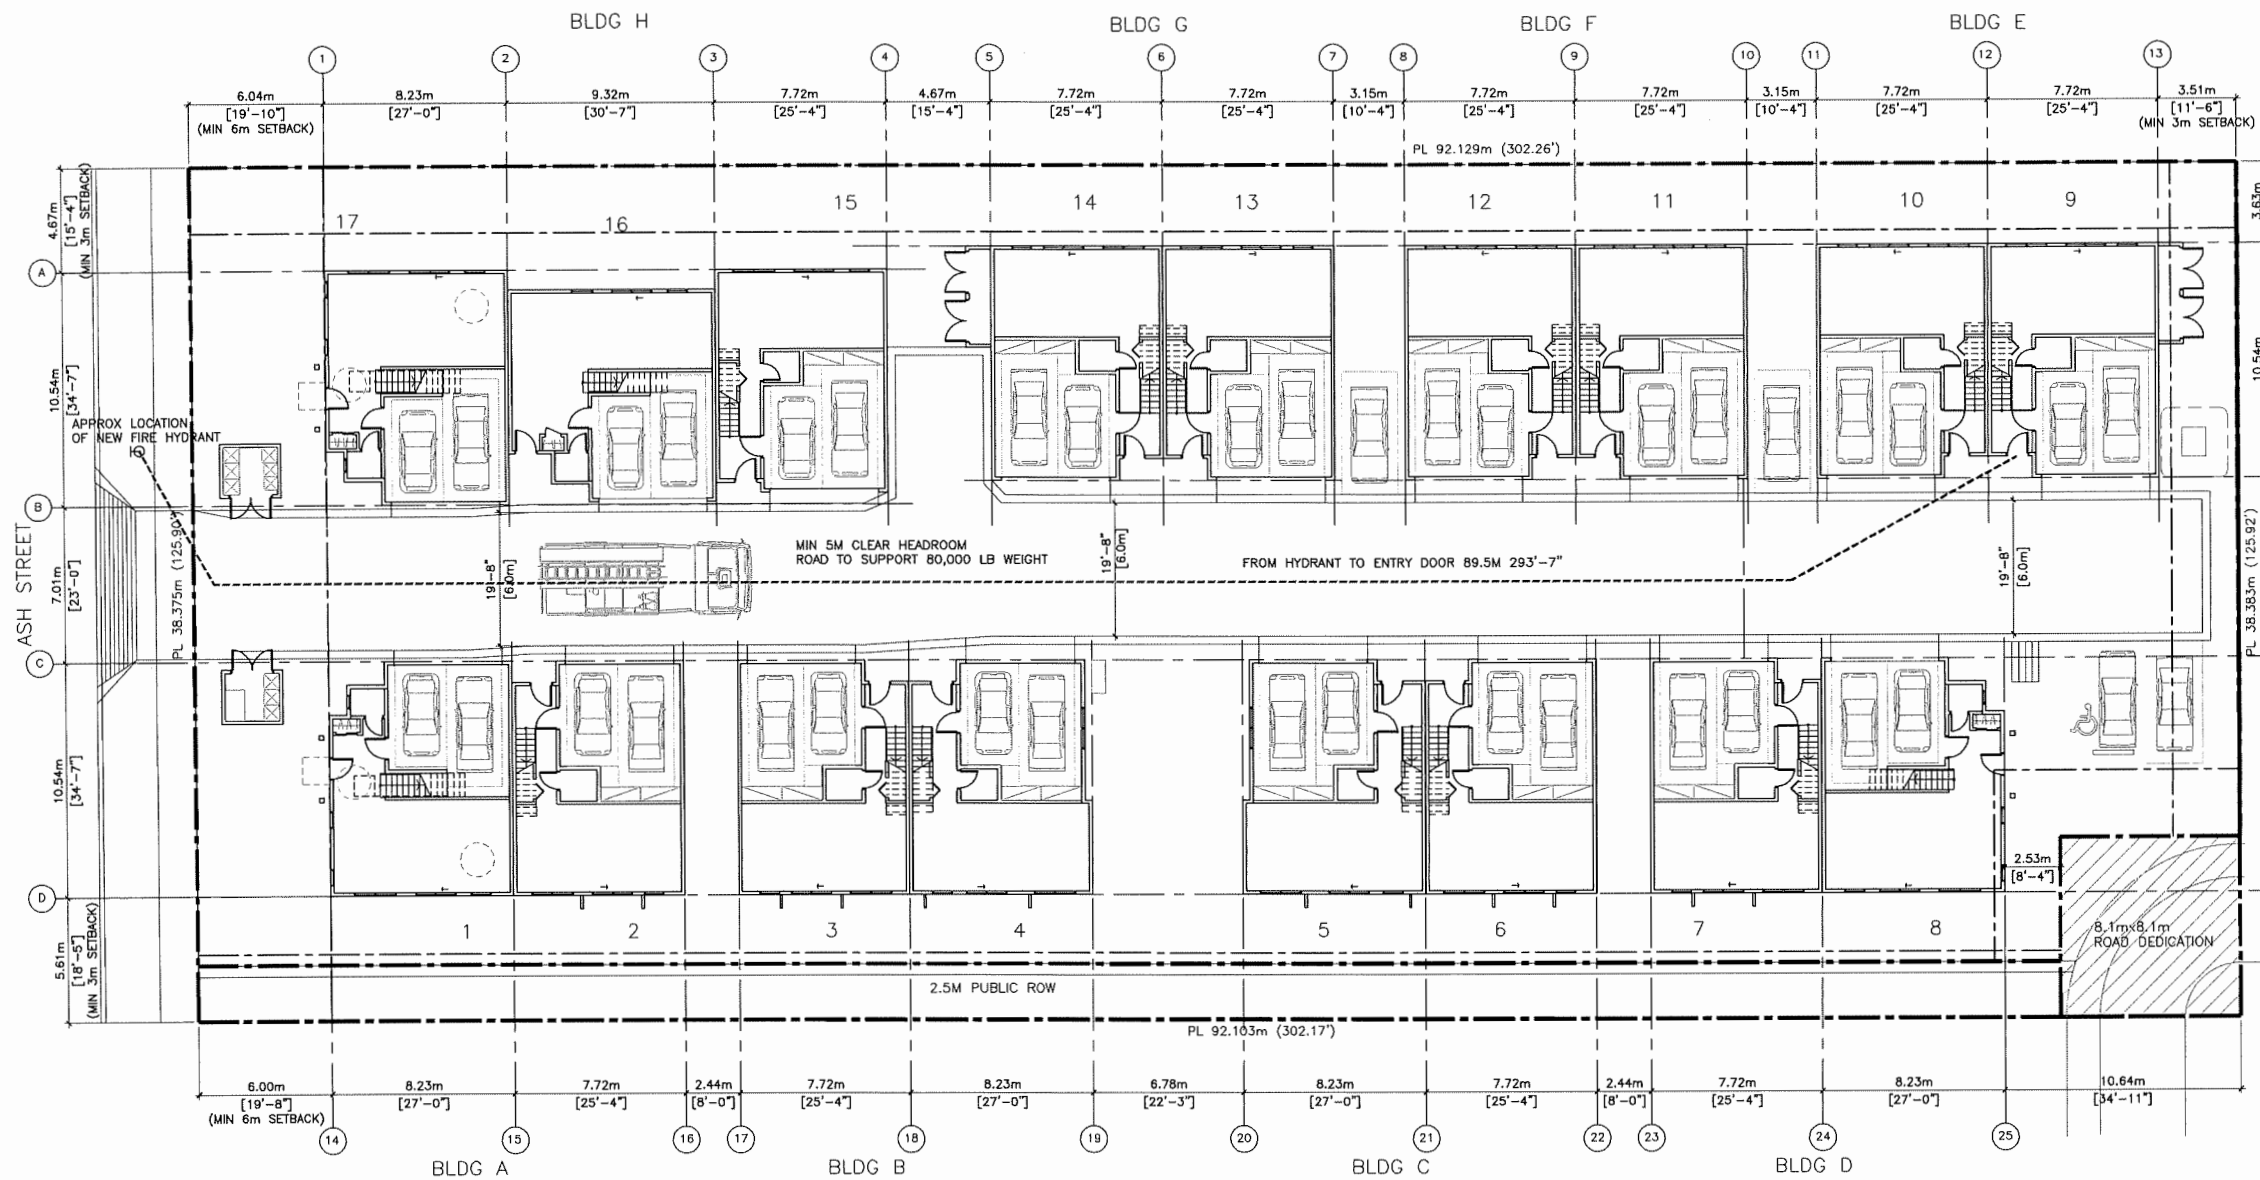 BLDG H
BLDG G
BLDG F
BLDG E
1
2
3
4
5
6
7
8
9
10
11
12
13
6.04m
[19'-10"]
(MIN 6m SETBACK)
8.23m
[27'-0"]
9.32m
[30'-7"]
7.72m
[25'-4"]
4.67m
[15'-4"]
7.72m
[25'-4"]
7.72m
[25'-4"]
3.15m
[10'-4"]
7.72m
[25'-4"]
7.72m
[25'-4"]
3.15m
[10'-4"]
7.72m
[25'-4"]
7.72m
[25'-4"]
3.51m
[11'-6"]
(MIN 3m SETBACK)
PL 92.129m (302.26')
17
16
15
14
13
12
11
10
9
4.67m
[15'-4"]
(MIN 3m SETBACK)
3.63m
A
10.54m
[34'-7"]
10.54m
APPROX LOCATION
OF NEW FIRE HYDRANT
B
ASH STREET
7.01m
[23'-0"]
PL 38.375m (125.90')
19'-8"
[6.0m]
MIN 5M CLEAR HEADROOM
ROAD TO SUPPORT 80,000 LB WEIGHT
19'-8"
[6.0m]
FROM HYDRANT TO ENTRY DOOR 89.5M 293'-7"
19'-8"
[6.0m]
PL 38.383m (125.92')
C
10.54m
[34'-7"]
2.53m
[8'-4"]
D
5.61m
[18'-5"]
(MIN 3m SETBACK)
1
2
3
4
5
6
7
8
8.1mx8.1m
ROAD DEDICATION
2.5M PUBLIC ROW
PL 92.103m (302.17')
6.00m
[19'-8"]
(MIN 6m SETBACK)
8.23m
[27'-0"]
7.72m
[25'-4"]
2.44m
[8'-0"]
7.72m
[25'-4"]
8.23m
[27'-0"]
6.78m
[22'-3"]
8.23m
[27'-0"]
7.72m
[25'-4"]
2.44m
[8'-0"]
7.72m
[25'-4"]
8.23m
[27'-0"]
10.64m
[34'-11"]
14
15
16
17
18
19
20
21
22
23
24
25
BLDG A
BLDG B
BLDG C
BLDG D